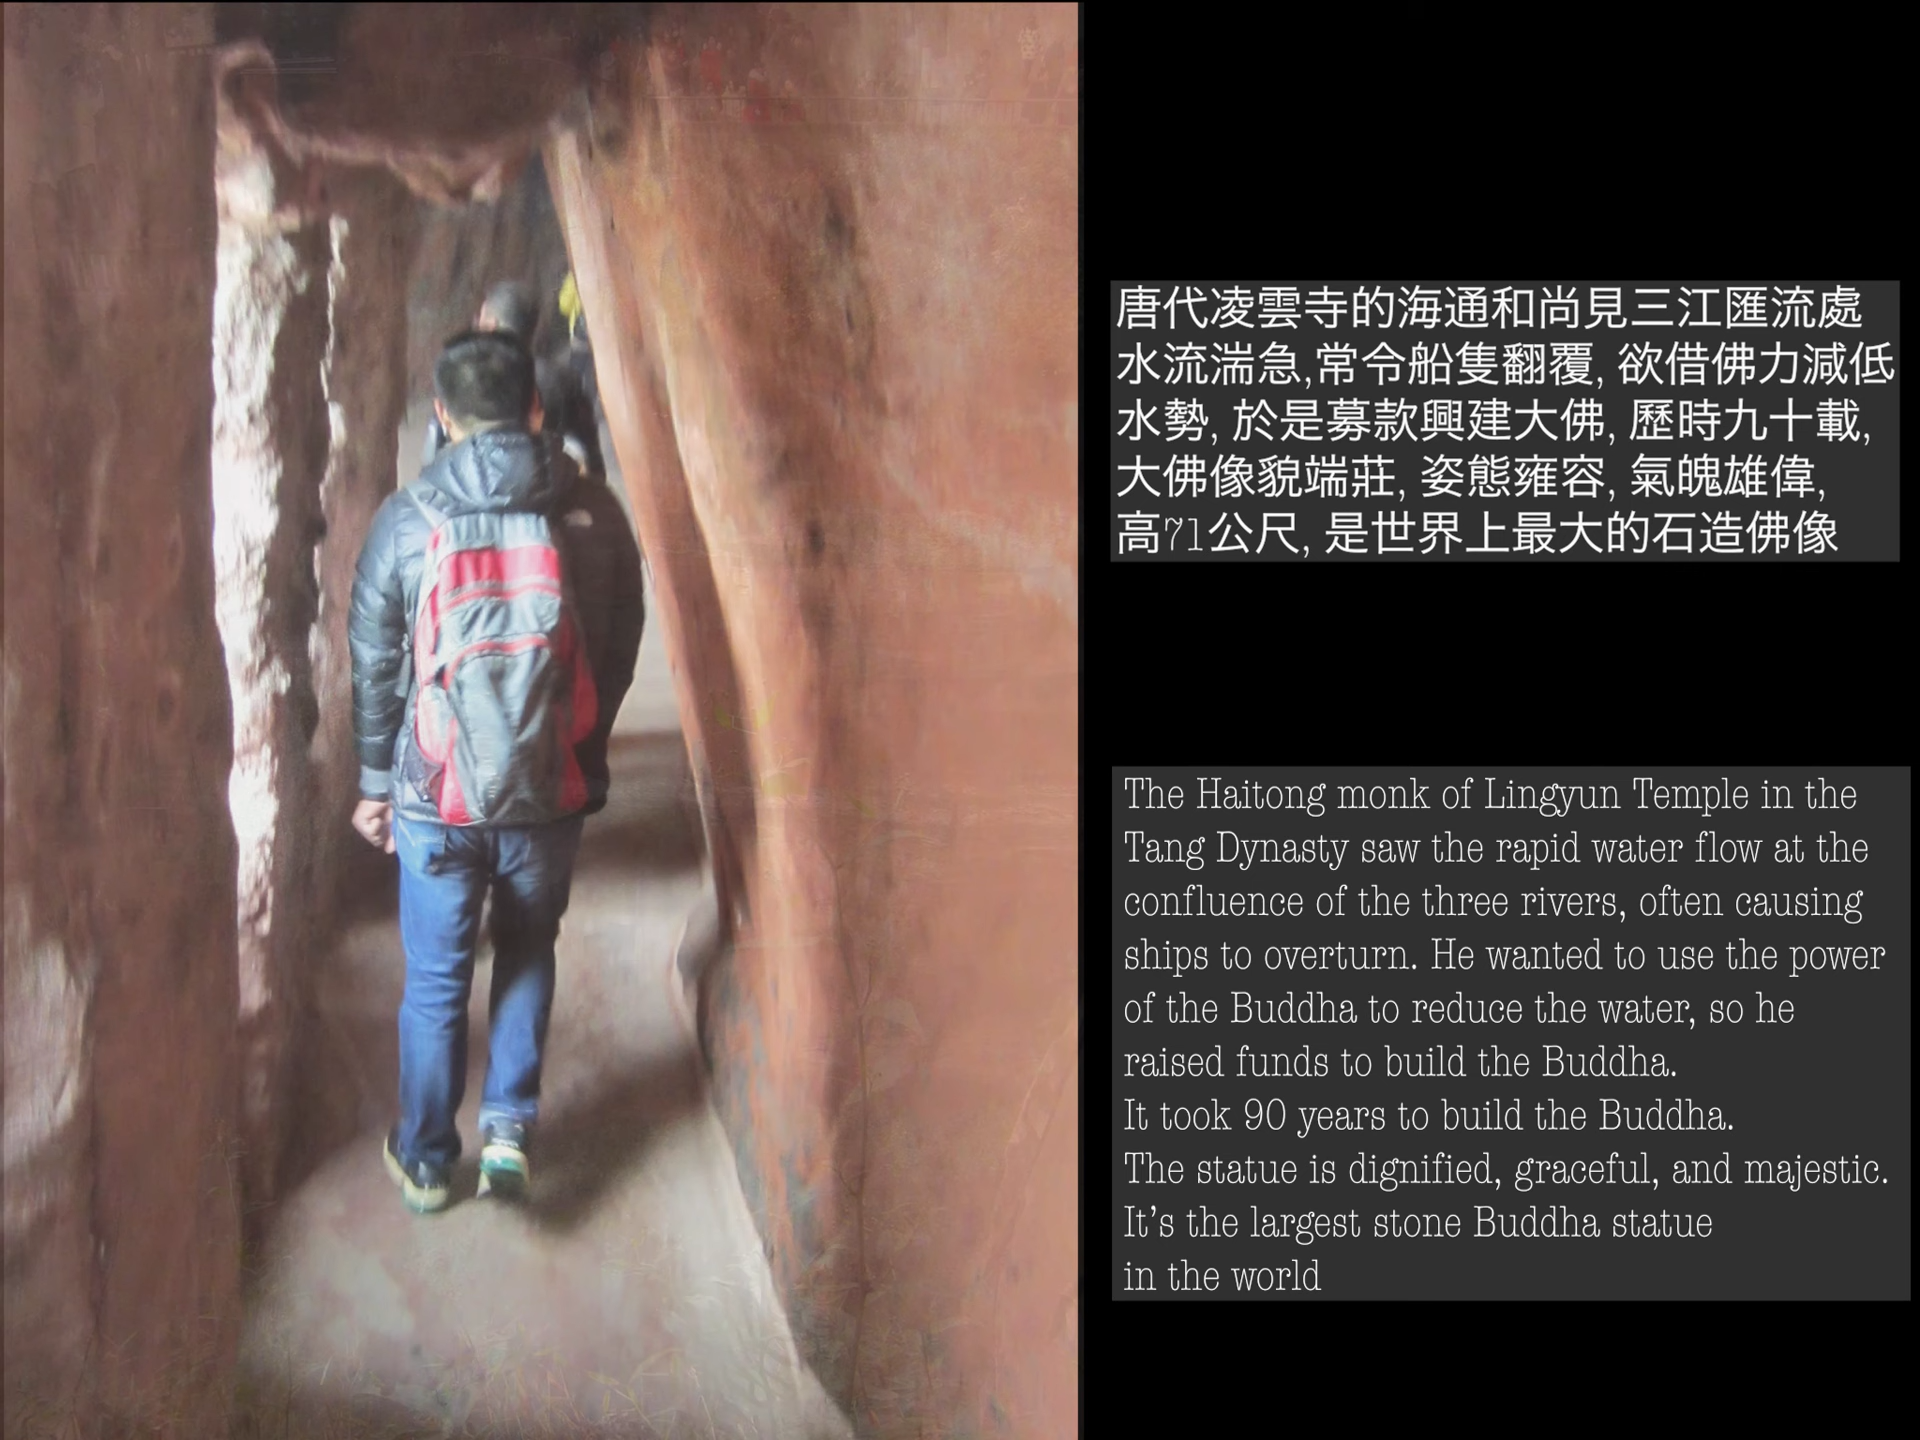 唐代凌雲寺的海通和尚見三江匯流處
水流湍急,常令船隻翻覆, 欲借佛力減低
水勢, 於是募款興建大佛, 歷時九十載,
大佛像貌端莊, 姿態雍容, 氣魄雄偉,
高71公尺, 是世界上最大的石造佛像
The Haitong monk of Lingyun Temple in the
Tang Dynasty saw the rapid water flow at the
confluence of the three rivers, often causing
ships to overturn. He wanted to use the power
of the Buddha to reduce the water, so he
raised funds to build the Buddha.
It took 90 years to build the Buddha.
The statue is dignified, graceful, and majestic.
It's the largest stone Buddha statue
in the world